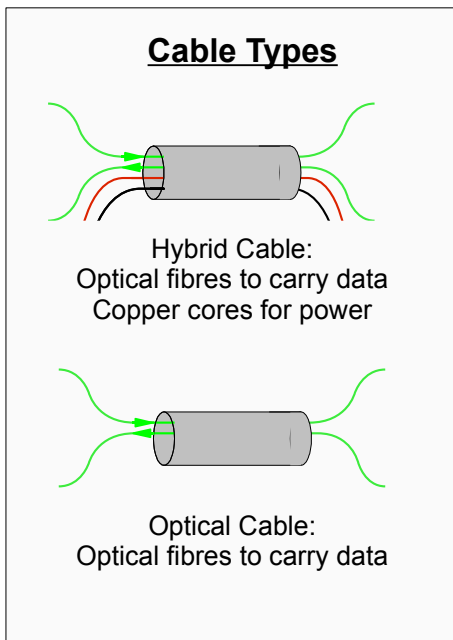 Cable Types
Hybrid Cable:
Optical fibres to carry data
Copper cores for power
Optical Cable:
Optical fibres to carry data